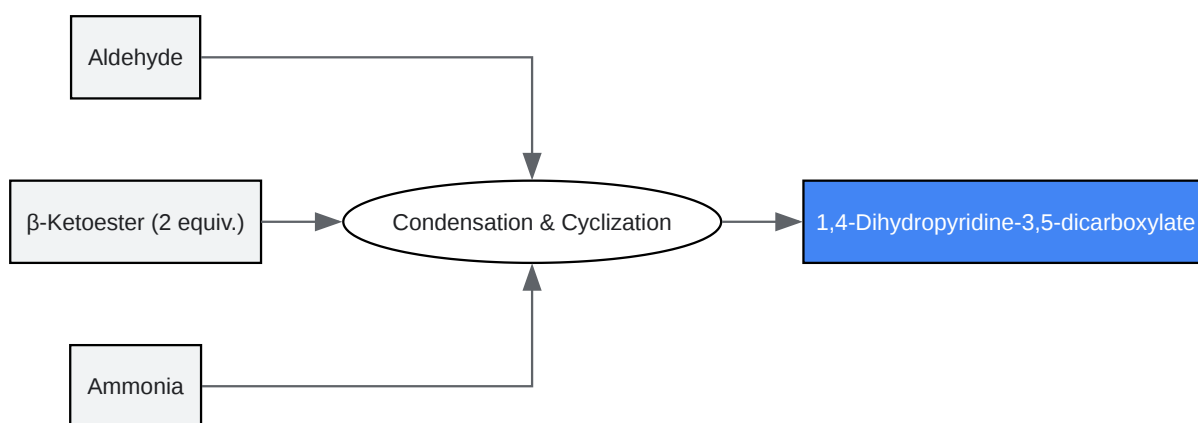 Aldehyde
β-Ketoester (2 equiv.)
Condensation & Cyclization
1,4-Dihydropyridine-3,5-dicarboxylate
Ammonia